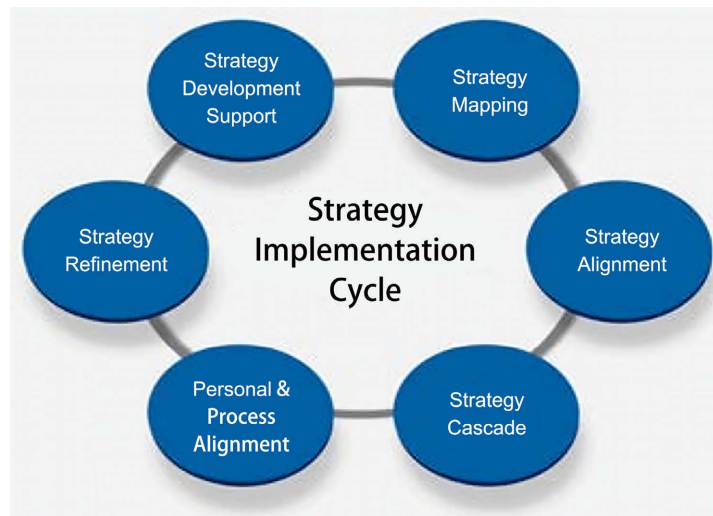 Strategy
Development
Support
Strategy
Mapping
Strategy
Refinement
Strategy
Implementation
Cycle
Strategy
Alignment
Personal &
Process
Alignment
Strategy
Cascade